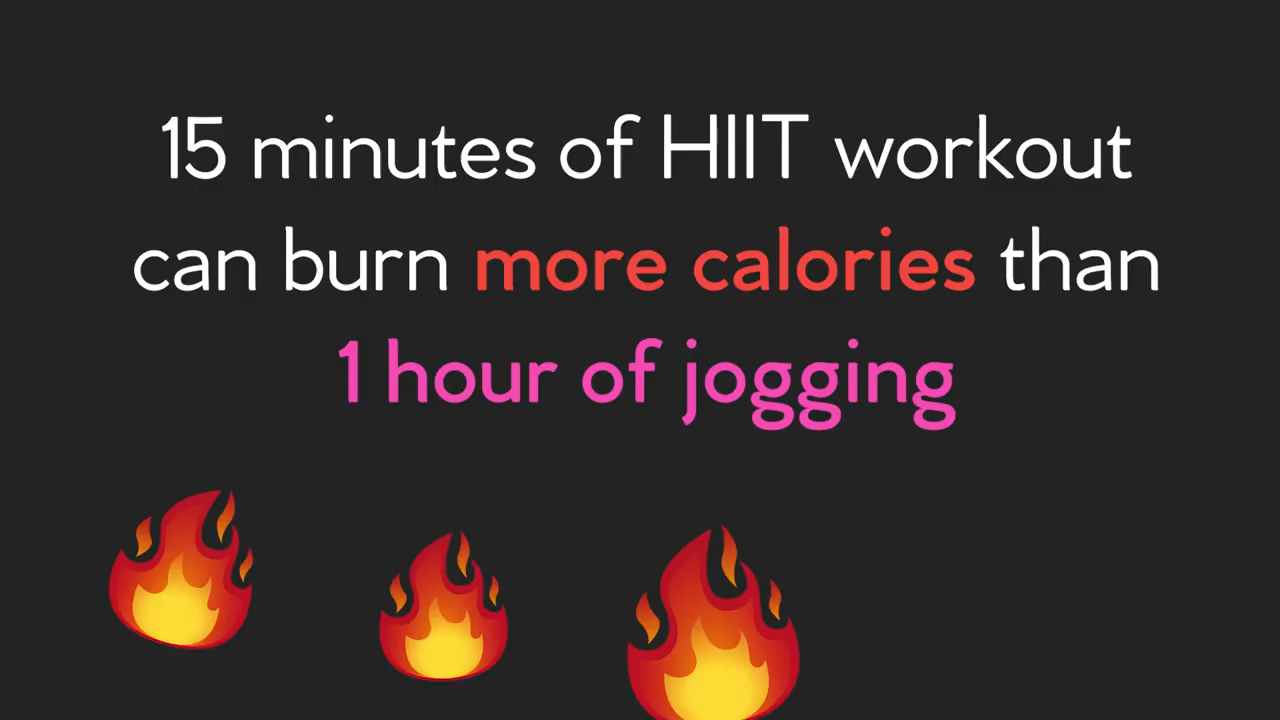 15 minutes of HIIT workout
can burn more calories than
1 hour of jogging